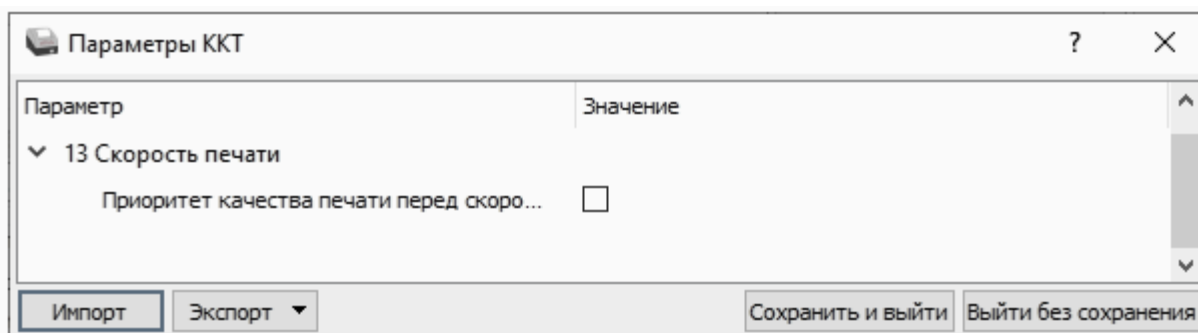 Параметры ККТ ?
Параметр Значение
13 Скорость печати
Приоритет качества печати перед скоро...
Импорт Экспорт Сохранить и выйти Выйти без сохранения